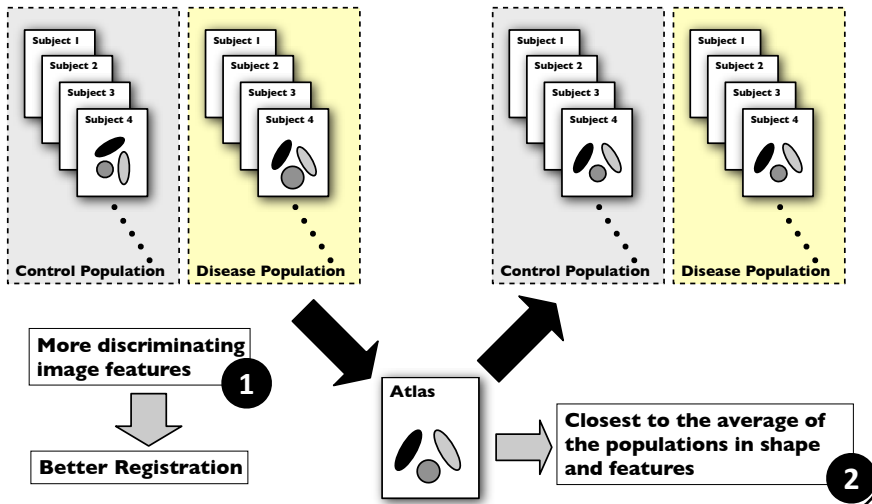 Subject 1
Subject 2
Subject 3
Subject 4
Control Population
Subject 1
Subject 2
Subject 3
Subject 4
Disease Population
Subject 1
Subject 2
Subject 3
Subject 4
Control Population
Subject 1
Subject 2
Subject 3
Subject 4
Disease Population
More discriminating
image features
1
Better Registration
Atlas
Closest to the average of
the populations in shape
and features
2